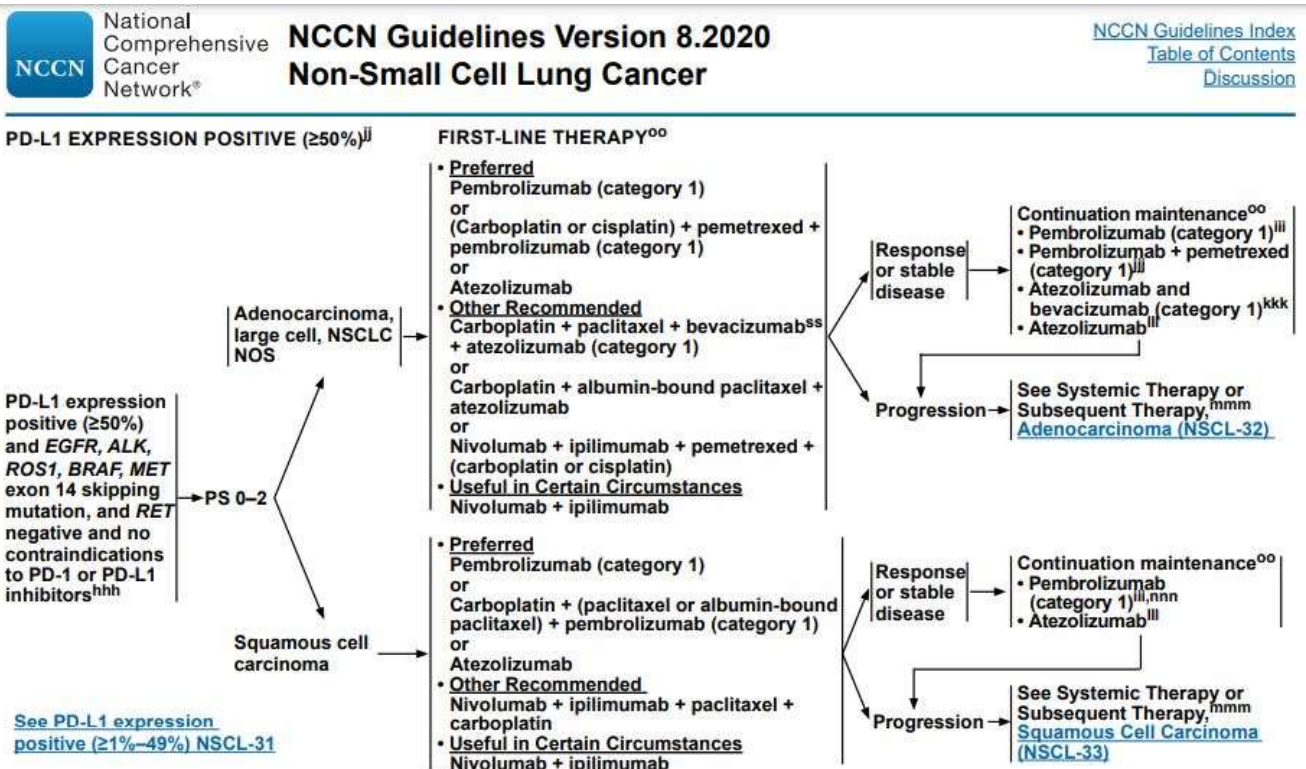 NCCN
National
Comprehensive
Cancer
Network®
NCCN Guidelines Version 8.2020
Non-Small Cell Lung Cancer
NCCN Guidelines Index
Table of Contents
Discussion
PD-L1 EXPRESSION POSITIVE (≥50%)jj
FIRST-LINE THERAPYoo
PD-L1 expression
positive (≥50%)
and EGFR, ALK,
ROS1, BRAF, MET
exon 14 skipping
mutation, and RET
negative and no
contraindications
to PD-1 or PD-L1
inhibitorshhh
PS 0–2
Adenocarcinoma,
large cell, NSCLC
NOS
• Preferred
Pembrolizumab (category 1)
or
(Carboplatin or cisplatin) + pemetrexed +
pembrolizumab (category 1)
or
Atezolizumab
• Other Recommended
Carboplatin + paclitaxel + bevacizumabss
+ atezolizumab (category 1)
or
Carboplatin + albumin-bound paclitaxel +
atezolizumab
or
Nivolumab + ipilimumab + pemetrexed +
(carboplatin or cisplatin)
• Useful in Certain Circumstances
Nivolumab + ipilimumab
Response
or stable
disease
Continuation maintenanceoo
• Pembrolizumab (category 1)iii
• Pembrolizumab + pemetrexed
(category 1)jjj
• Atezolizumab and
bevacizumab (category 1)kkk
• Atezolizumablll
Progression
See Systemic Therapy or
Subsequent Therapy,mmm
Adenocarcinoma (NSCL-32)
Squamous cell
carcinoma
• Preferred
Pembrolizumab (category 1)
or
Carboplatin + (paclitaxel or albumin-bound
paclitaxel) + pembrolizumab (category 1)
or
Atezolizumab
• Other Recommended
Nivolumab + ipilimumab + paclitaxel +
carboplatin
• Useful in Certain Circumstances
Nivolumab + ipilimumab
Response
or stable
disease
Continuation maintenanceoo
• Pembrolizumab
(category 1)iii,nnn
• Atezolizumablll
Progression
See Systemic Therapy or
Subsequent Therapy,mmm
Squamous Cell Carcinoma
(NSCL-33)
See PD-L1 expression
positive (≥1%–49%) NSCL-31